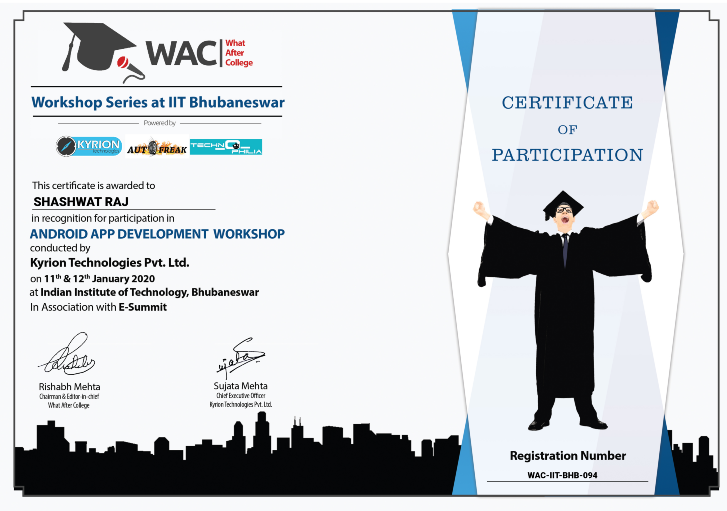 WAC
What
After
College
Workshop Series at IIT Bhubaneswar
Powered by
KYRION
Technologies
AUTOFREAK
TECHNOPHILIA
This certificate is awarded to
SHASHWAT RAJ
in recognition for participation in
ANDROID APP DEVELOPMENT WORKSHOP
conducted by
Kyrion Technologies Pvt. Ltd.
on 11th & 12th January 2020
at Indian Institute of Technology, Bhubaneswar
In Association with E-Summit
Rishabh Mehta
Chairman & Editor-in-chief
What After College
Sujata
Sujata Mehta
Chief Executive Officer
Kyrion Technologies Pvt. Ltd.
CERTIFICATE
OF
PARTICIPATION
Registration Number
WAC-IIT-BHB-094